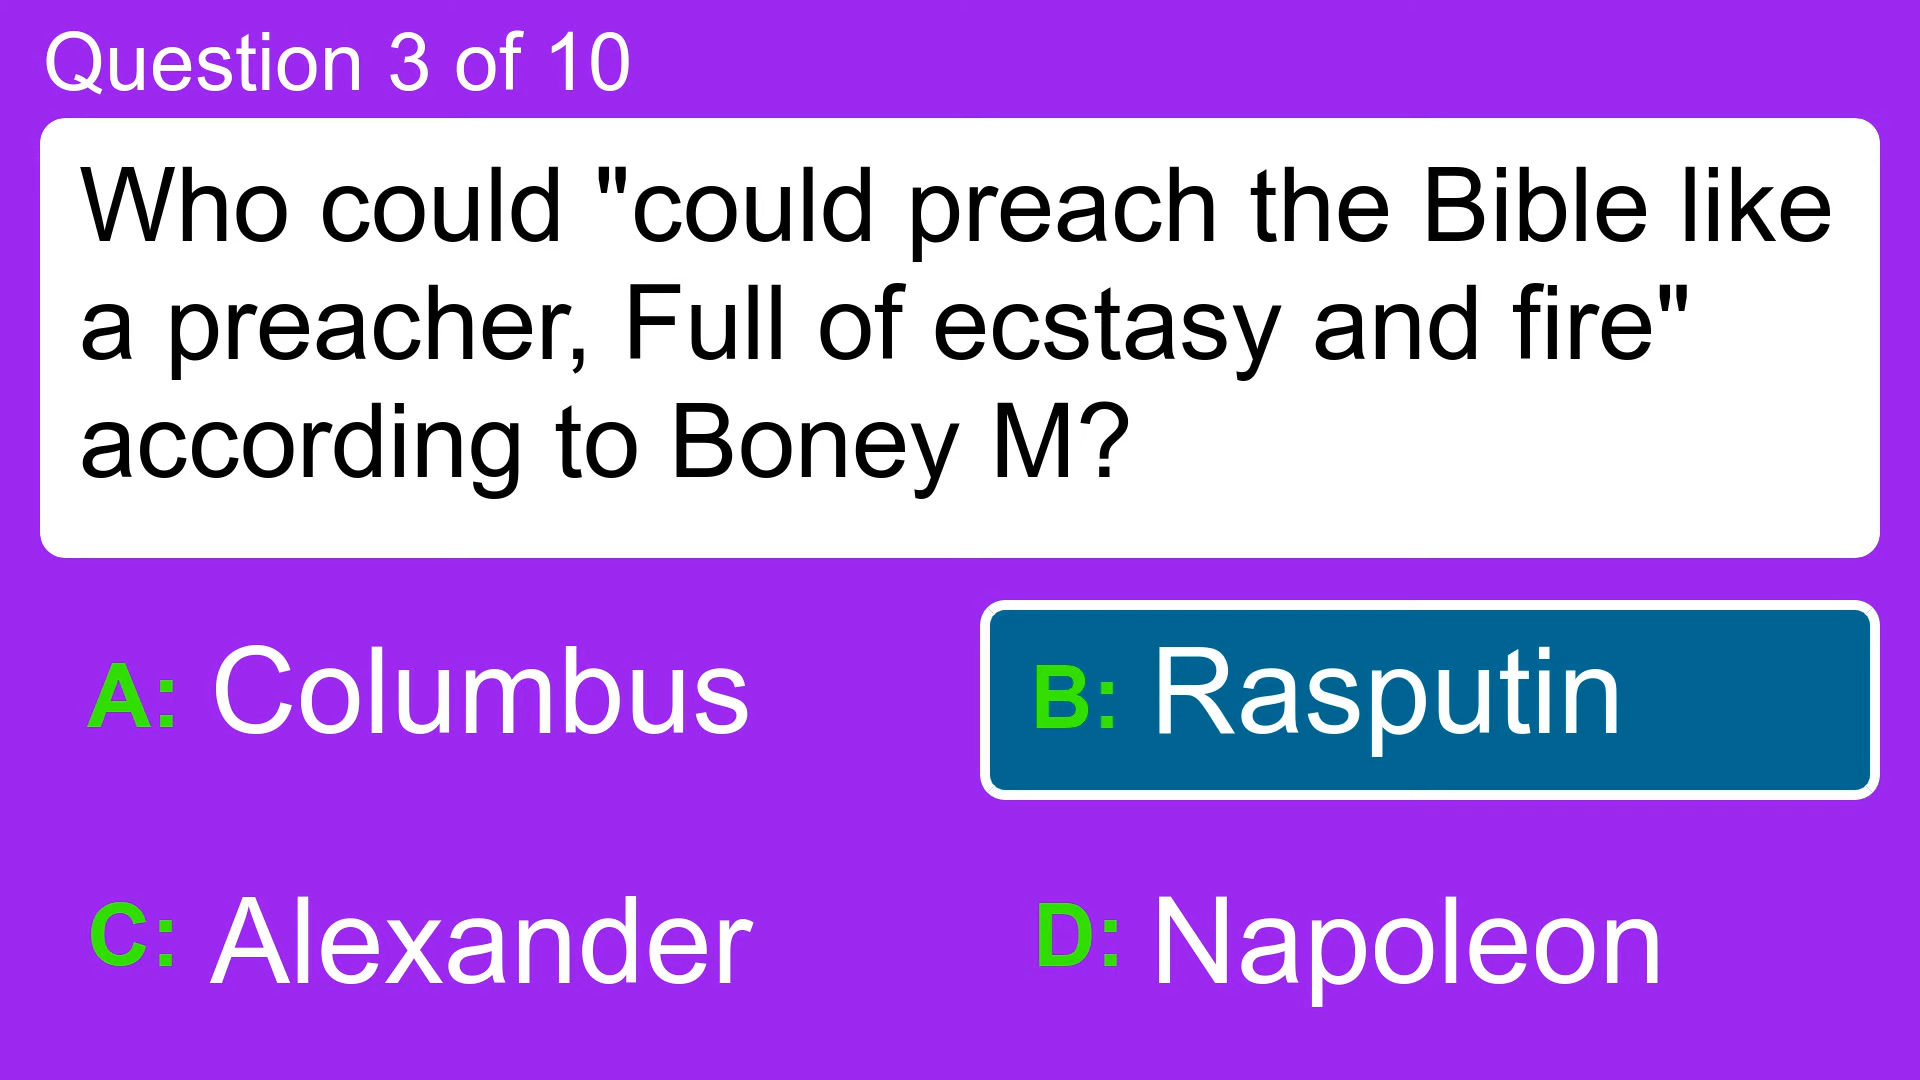 Question 3 of 10
Who could "could preach the Bible like
a preacher, Full of ecstasy and fire"
according to Boney M?
A: Columbus
B: Rasputin
C: Alexander
D: Napoleon